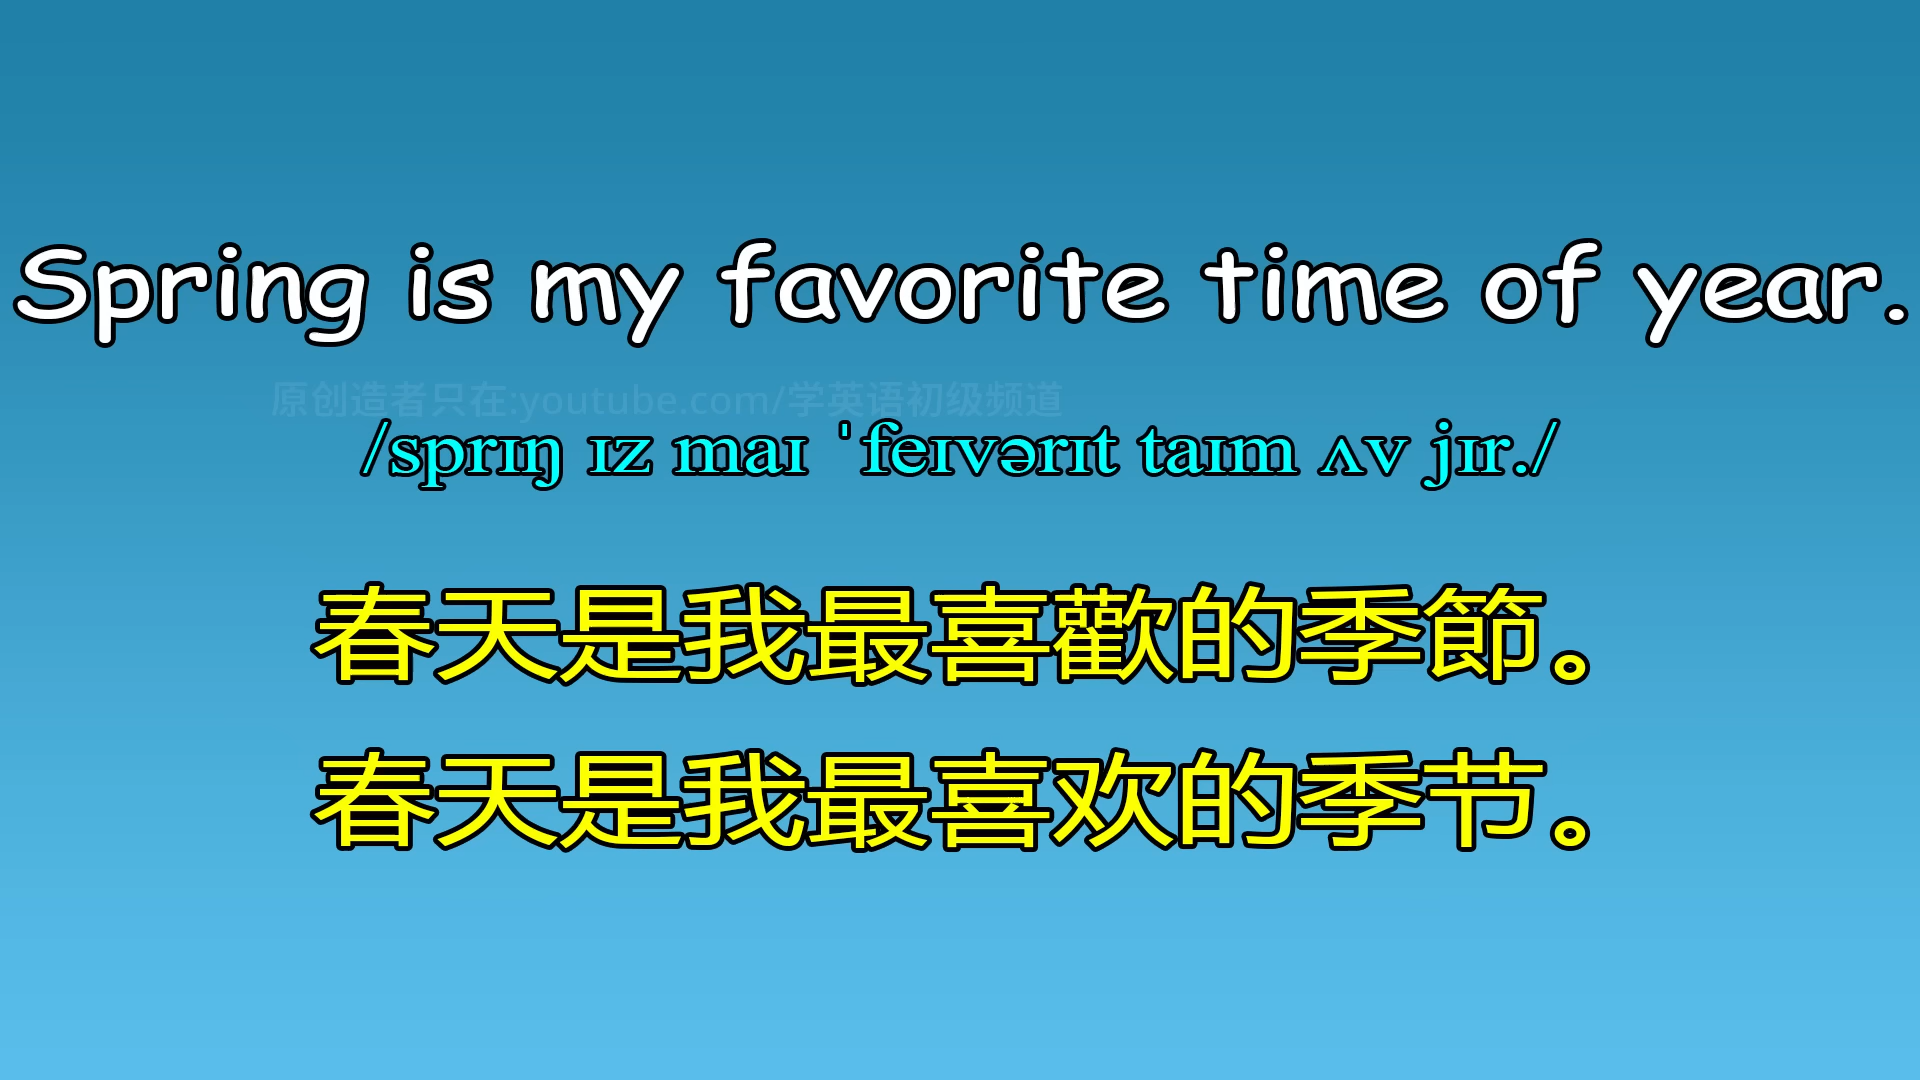 Spring is my favorite time of year.
原创造者只在:youtube.com/学英语初级频道
/sprɪŋ ɪz maɪ ˈfeɪvərɪt taɪm ʌv jɪr./
春天是我最喜歡的季節。
春天是我最喜欢的季节。